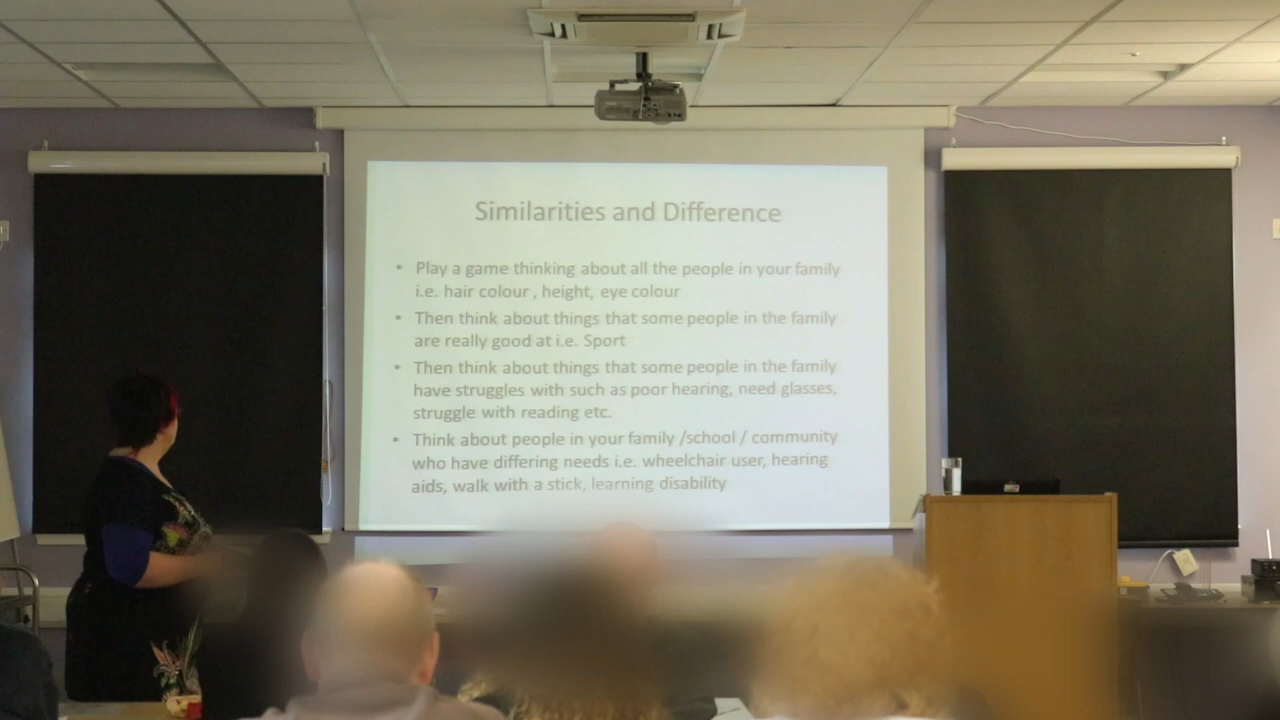 Similarities and Difference
• Play a game thinking about all the people in your family
i.e. hair colour , height, eye colour
• Then think about things that some people in the family
are really good at i.e. Sport
• Then think about things that some people in the family
have struggles with such as poor hearing, need glasses,
struggle with reading etc.
• Think about people in your family /school / community
who have differing needs i.e. wheelchair user, hearing
aids, walk with a stick, learning disability